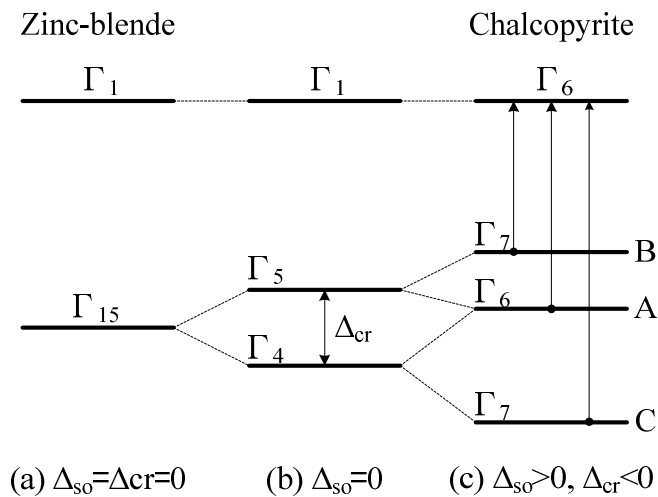 Zinc-blende Chalcopyrite
Γ1 Γ1 Γ6
Γ7 B
Γ5
Γ6 A
Γ15
Δcr
Γ4
Γ7 C
(a) Δso=Δcr=0 (b) Δso=0 (c) Δso>0, Δcr<0